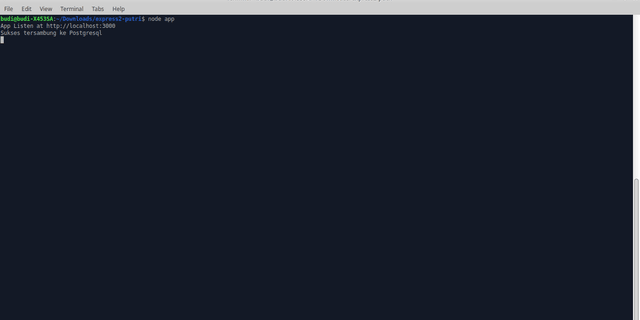 File Edit View Terminal Tabs Help
budi@budi-X453SA:~/Downloads/express2-putri$ node app
App Listen at http://localhost:3000
Sukses tersambung ke Postgresql